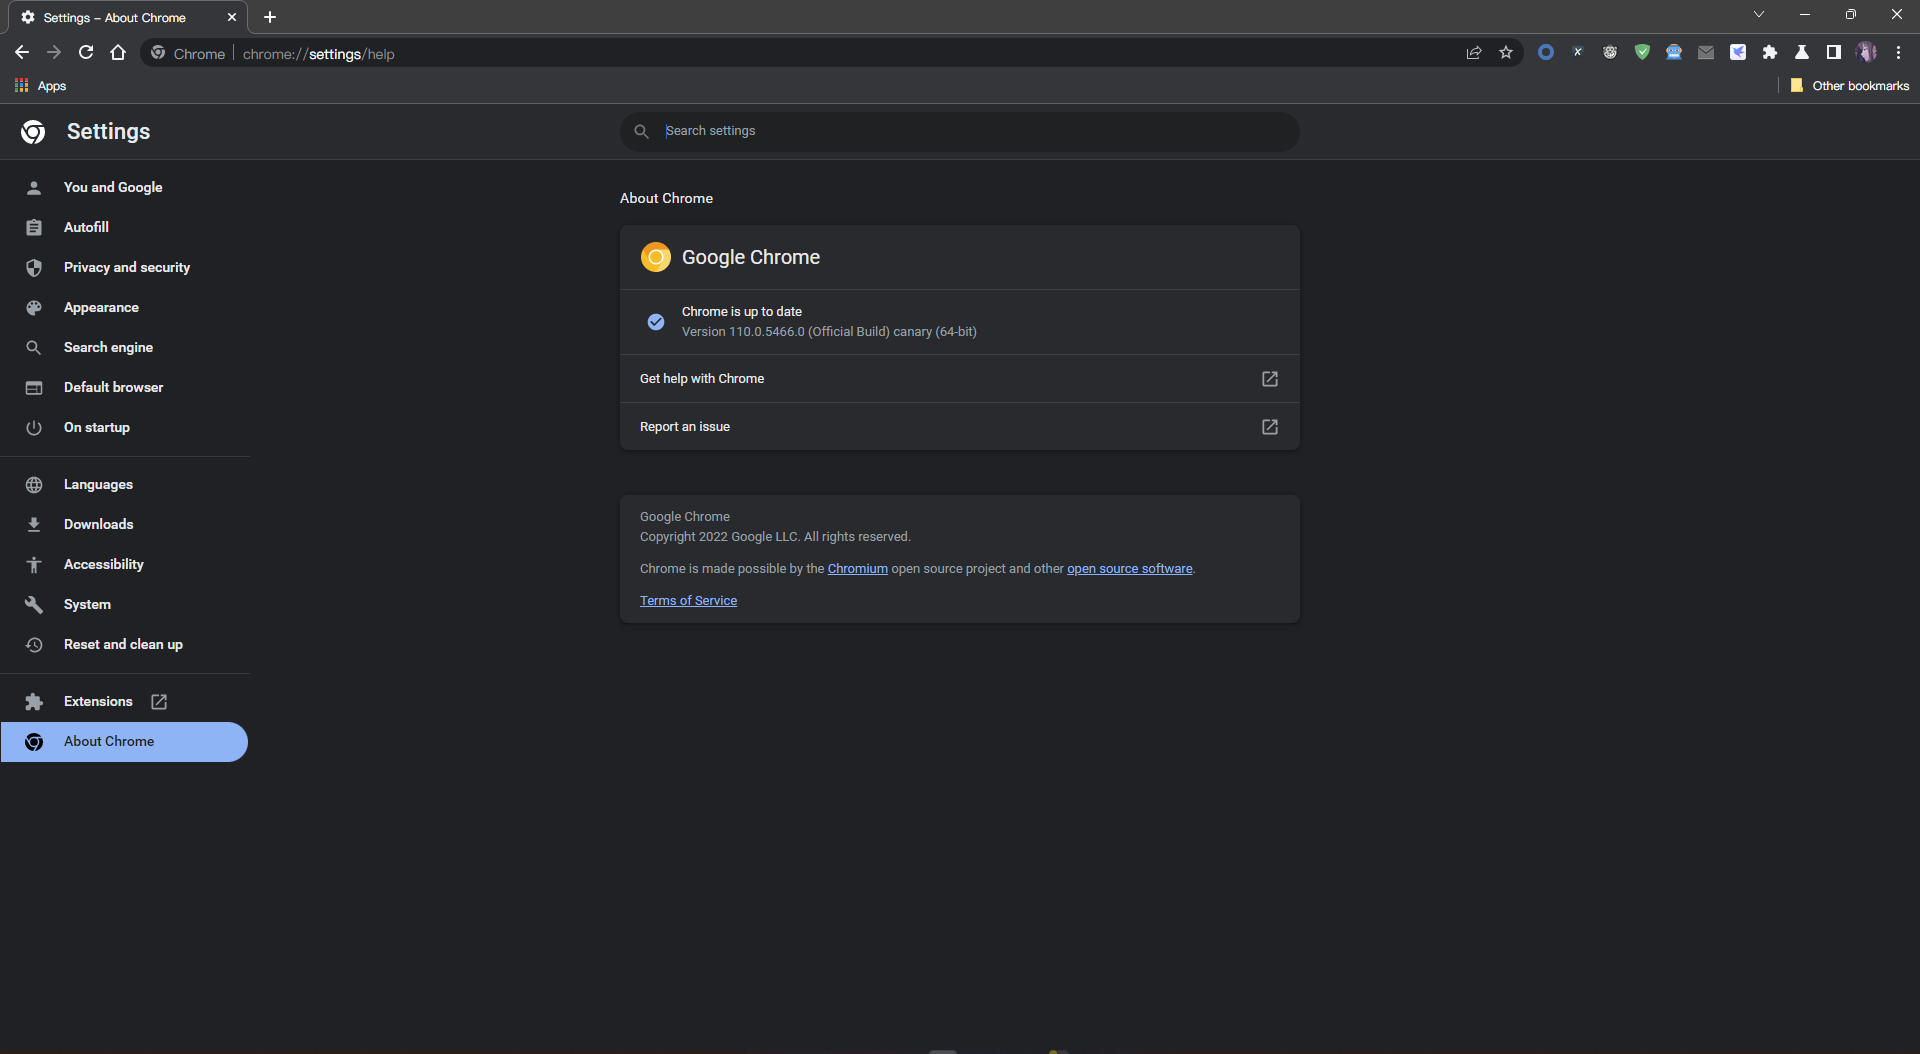 Settings – About Chrome
Chrome
chrome://settings/help
Apps
Other bookmarks
Settings
Search settings
You and Google
Autofill
Privacy and security
Appearance
Search engine
Default browser
On startup
Languages
Downloads
Accessibility
System
Reset and clean up
Extensions
About Chrome
About Chrome
Google Chrome
Chrome is up to date
Version 110.0.5466.0 (Official Build) canary (64-bit)
Get help with Chrome
Report an issue
Google Chrome
Copyright 2022 Google LLC. All rights reserved.
Chrome is made possible by the Chromium open source project and other open source software.
Terms of Service